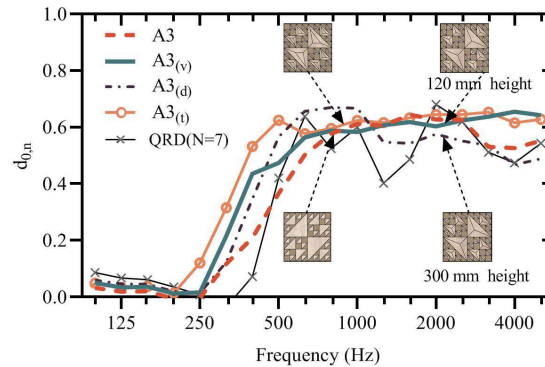 1.0
0.8
0.6
0.4
0.2
0.0
d0,n
A3
A3(v)
A3(d)
A3(t)
QRD(N=7)
120 mm height
300 mm height
125 250 500 1000 2000 4000
Frequency (Hz)